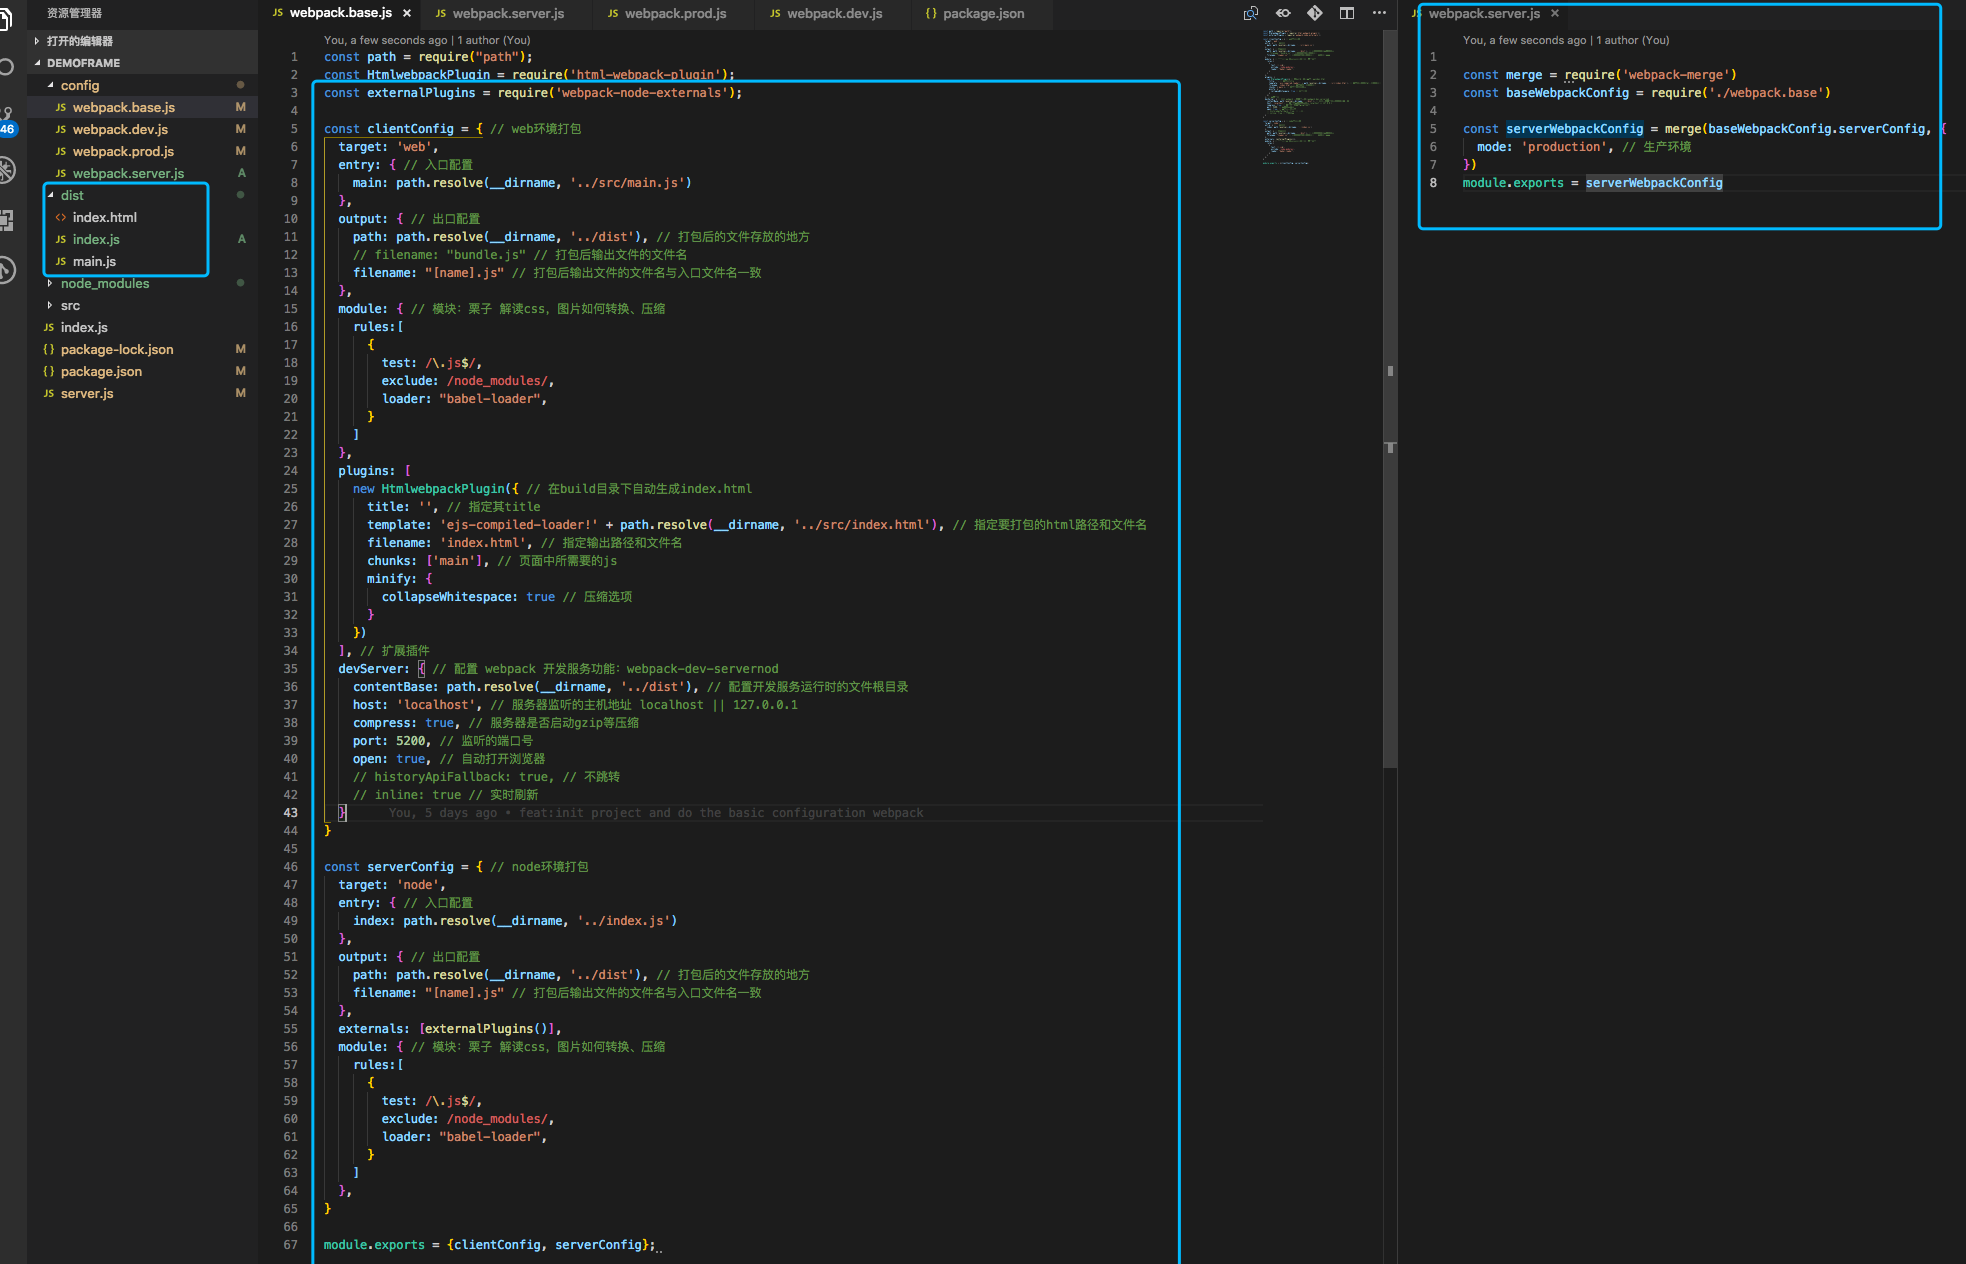 资源管理器
打开的编辑器
DEMOFRAME
config
JS webpack.base.js M
JS webpack.dev.js M
JS webpack.prod.js M
JS webpack.server.js A
dist
<> index.html
JS index.js A
JS main.js
node_modules
src
JS index.js
{} package-lock.json M
{} package.json M
JS server.js M
46
JS webpack.base.js ×
JS webpack.server.js
JS webpack.prod.js
JS webpack.dev.js
{} package.json
You, a few seconds ago | 1 author (You)
1 const path = require("path");
2 const HtmlwebpackPlugin = require('html-webpack-plugin');
3 const externalPlugins = require('webpack-node-externals');
4
5 const clientConfig = { // web环境打包
6 target: 'web',
7 entry: { // 入口配置
8 main: path.resolve(__dirname, '../src/main.js')
9 },
10 output: { // 出口配置
11 path: path.resolve(__dirname, '../dist'), // 打包后的文件存放的地方
12 // filename: "bundle.js" // 打包后输出文件的文件名
13 filename: "[name].js" // 打包后输出文件的文件名与入口文件名一致
14 },
15 module: { // 模块：栗子 解读css，图片如何转换、压缩
16 rules:[
17 {
18 test: /\.js$/,
19 exclude: /node_modules/,
20 loader: "babel-loader",
21 }
22 ]
23 },
24 plugins: [
25 new HtmlwebpackPlugin({ // 在build目录下自动生成index.html
26 title: '', // 指定其title
27 template: 'ejs-compiled-loader!' + path.resolve(__dirname, '../src/index.html'), // 指定要打包的html路径和文件名
28 filename: 'index.html', // 指定输出路径和文件名
29 chunks: ['main'], // 页面中所需要的js
30 minify: {
31 collapseWhitespace: true // 压缩选项
32 }
33 })
34 ], // 扩展插件
35 devServer: { // 配置 webpack 开发服务功能：webpack-dev-servernod
36 contentBase: path.resolve(__dirname, '../dist'), // 配置开发服务运行时的文件根目录
37 host: 'localhost', // 服务器监听的主机地址 localhost || 127.0.0.1
38 compress: true, // 服务器是否启动gzip等压缩
39 port: 5200, // 监听的端口号
40 open: true, // 自动打开浏览器
41 // historyApiFallback: true, // 不跳转
42 // inline: true // 实时刷新
43 } You, 5 days ago • feat:init project and do the basic configuration webpack
44 }
45
46 const serverConfig = { // node环境打包
47 target: 'node',
48 entry: { // 入口配置
49 index: path.resolve(__dirname, '../index.js')
50 },
51 output: { // 出口配置
52 path: path.resolve(__dirname, '../dist'), // 打包后的文件存放的地方
53 filename: "[name].js" // 打包后输出文件的文件名与入口文件名一致
54 },
55 externals: [externalPlugins()],
56 module: { // 模块：栗子 解读css，图片如何转换、压缩
57 rules:[
58 {
59 test: /\.js$/,
60 exclude: /node_modules/,
61 loader: "babel-loader",
62 }
63 ]
64 },
65 }
66
67 module.exports = {clientConfig, serverConfig};
JS webpack.server.js ×
You, a few seconds ago | 1 author (You)
1
2 const merge = require('webpack-merge')
3 const baseWebpackConfig = require('./webpack.base')
4
5 const serverWebpackConfig = merge(baseWebpackConfig.serverConfig, {
6 mode: 'production', // 生产环境
7 })
8 module.exports = serverWebpackConfig